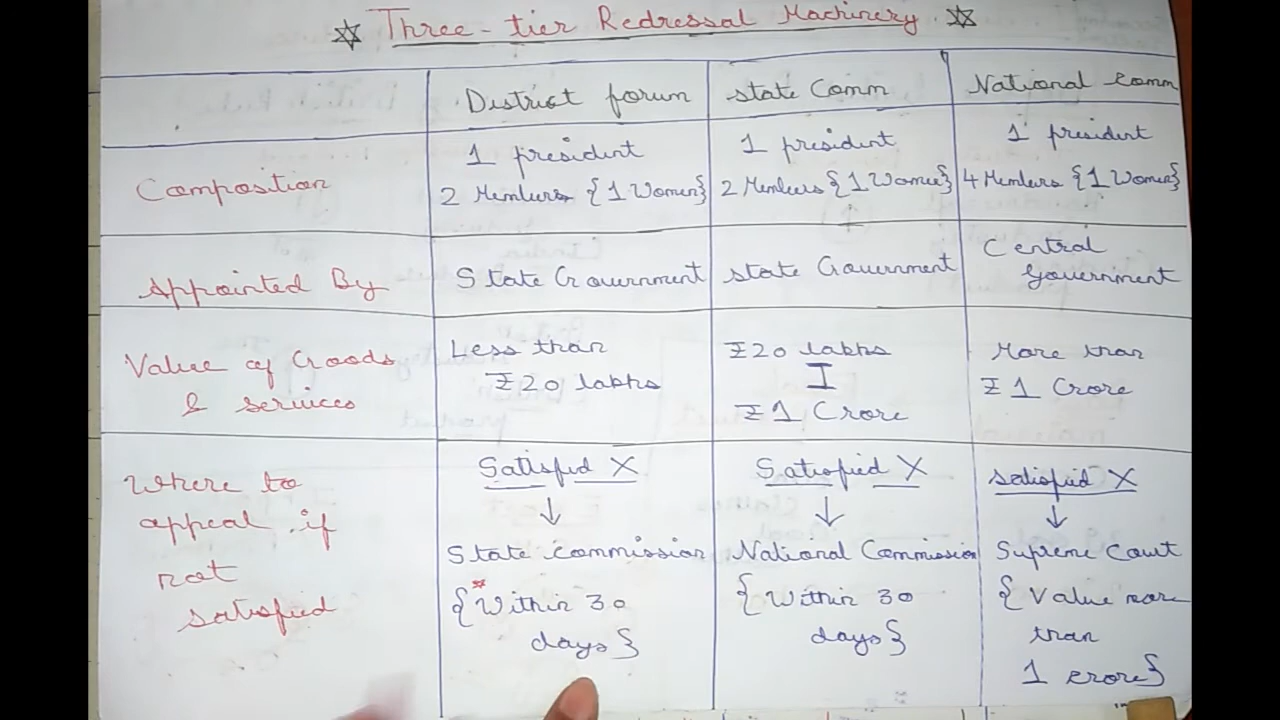 Three-tier Redressal Machinery
District forum
State Comm
National Comm
Composition
1 president
2 Members {1 Women}
1 president
2 Members {1 Women}
1 president
4 Members {1 Women}
Appointed By
State Government
State Government
Central
Government
Value of Goods
& services
Less than
₹20 lakhs
₹20 lakhs
I
₹1 Crore
More than
₹1 Crore
Where to
appeal if
not
satisfied
Satisfied X
↓
State commission
{*Within 30
days}
Satisfied X
↓
National Commission
{Within 30
days}
Satisfied X
↓
Supreme Court
{Value more
than
1 crore}